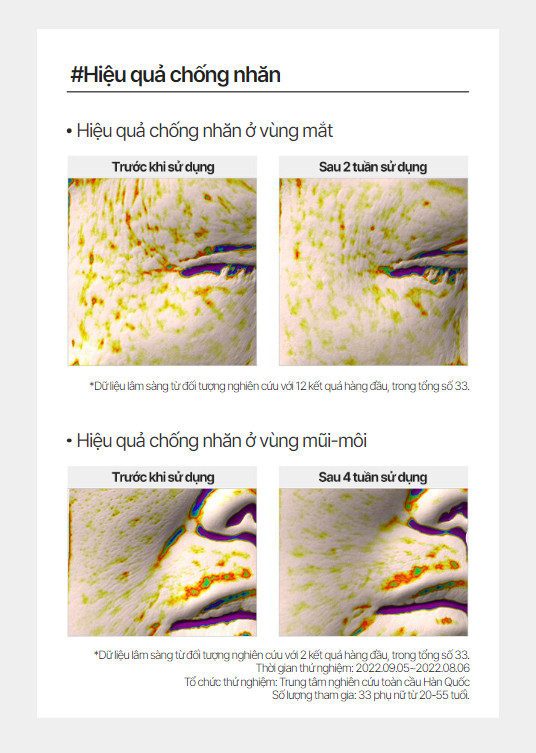 #Hiệu quả chống nhăn
• Hiệu quả chống nhăn ở vùng mắt
Trước khi sử dụng
Sau 2 tuần sử dụng
*Dữ liệu lâm sàng từ đối tượng nghiên cứu với 12 kết quả hàng đầu, trong tổng số 33.
• Hiệu quả chống nhăn ở vùng mũi-môi
Trước khi sử dụng
Sau 4 tuần sử dụng
*Dữ liệu lâm sàng từ đối tượng nghiên cứu với 2 kết quả hàng đầu, trong tổng số 33.
Thời gian thử nghiệm: 2022.09.05~2022.08.06
Tổ chức thử nghiệm: Trung tâm nghiên cứu toàn cầu Hàn Quốc
Số lượng tham gia: 33 phụ nữ từ 20-55 tuổi.